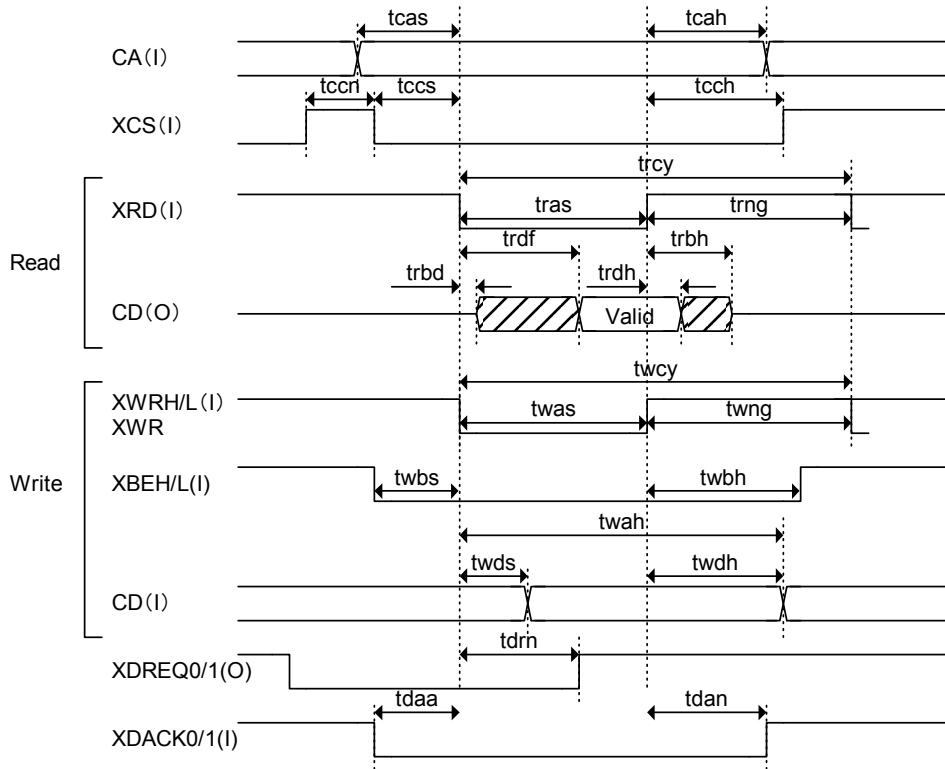 tcas tcah
CA(I)
tccn tccs tcch
XCS(I)
trcy
XRD(I) tras trng
Read
trdf trbh
trbd trdh
CD(O) Valid
twcy
XWRH/L(I) twas twng
XWR
Write
XBEH/L(I) twbs twbh
twah
twds twdh
CD(I)
tdrn
XDREQ0/1(O)
tdaa tdan
XDACK0/1(I)